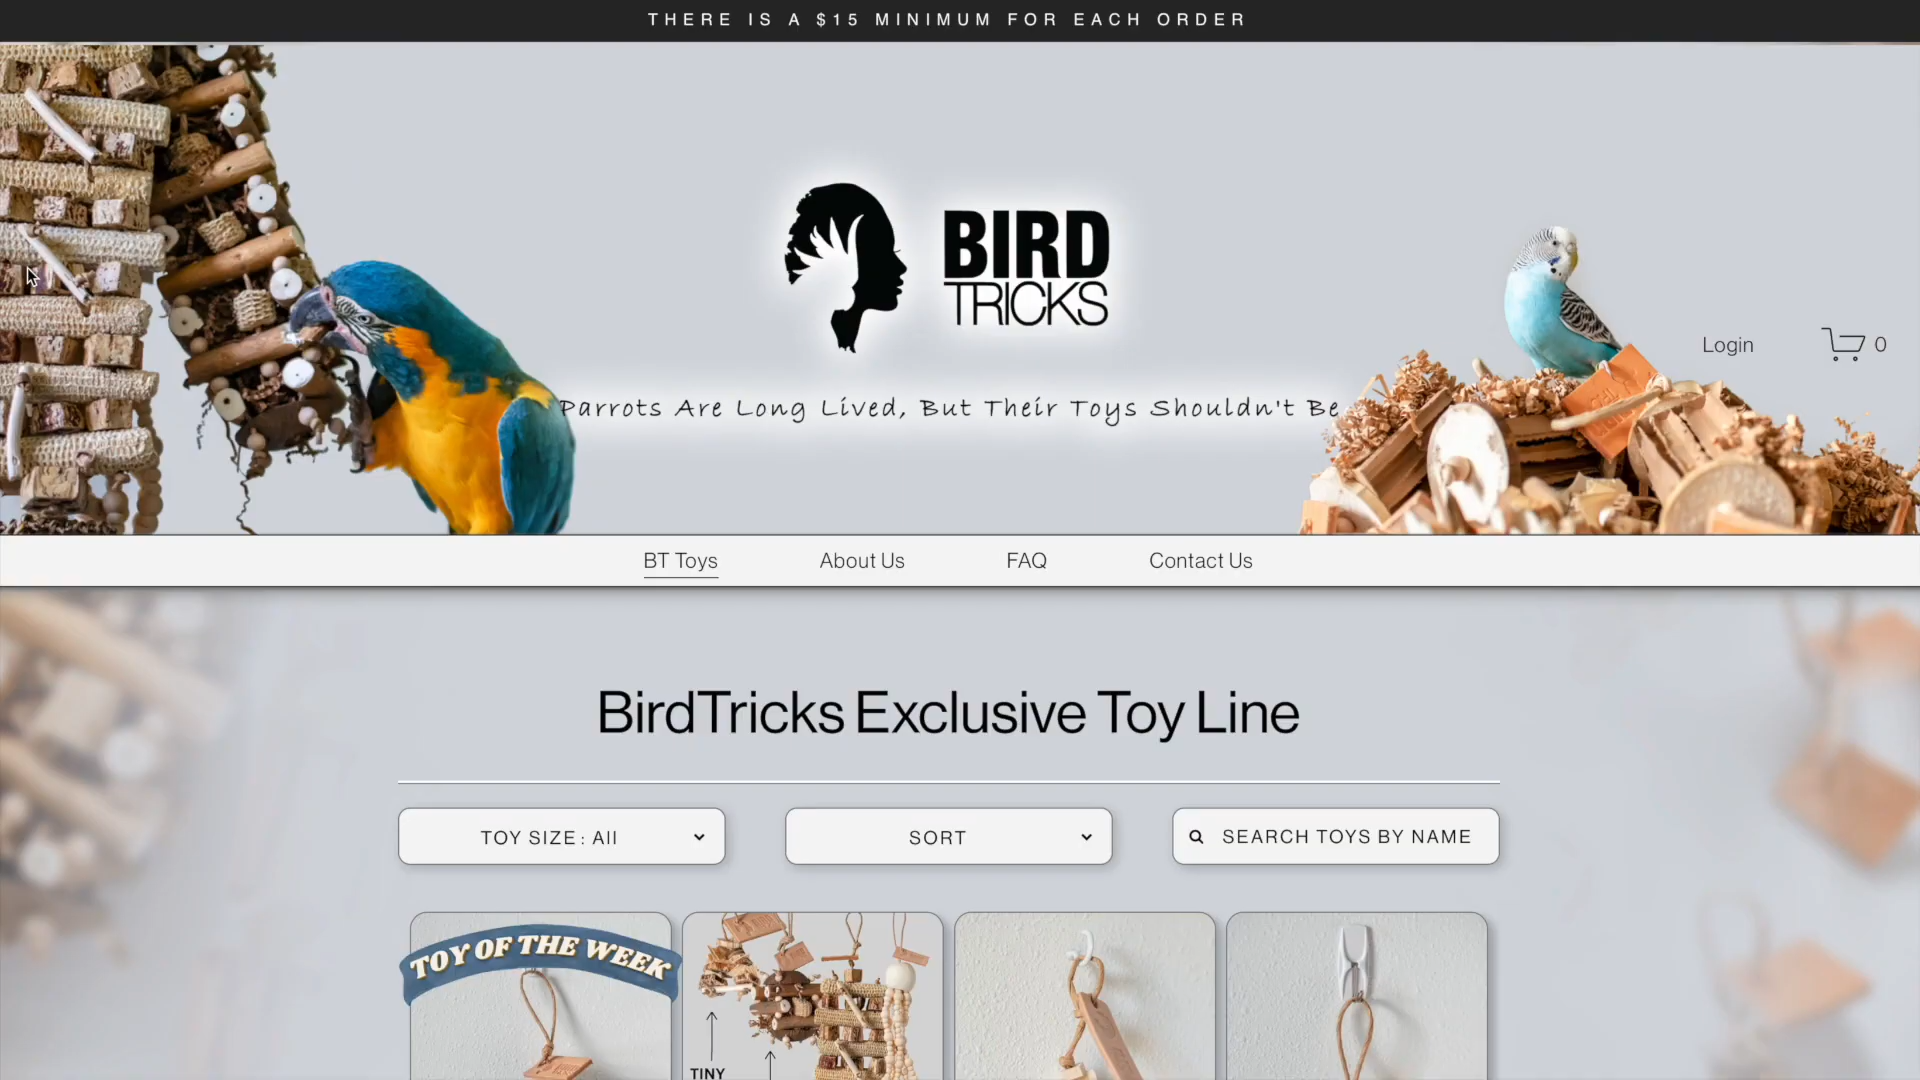 THERE IS A $15 MINIMUM FOR EACH ORDER
BIRD
TRICKS
Login
0
Parrots Are Long Lived, But Their Toys Shouldn't Be
BT Toys
About Us
FAQ
Contact Us
BirdTricks Exclusive Toy Line
TOY SIZE : All
SORT
SEARCH TOYS BY NAME
TOY OF THE WEEK
TINY